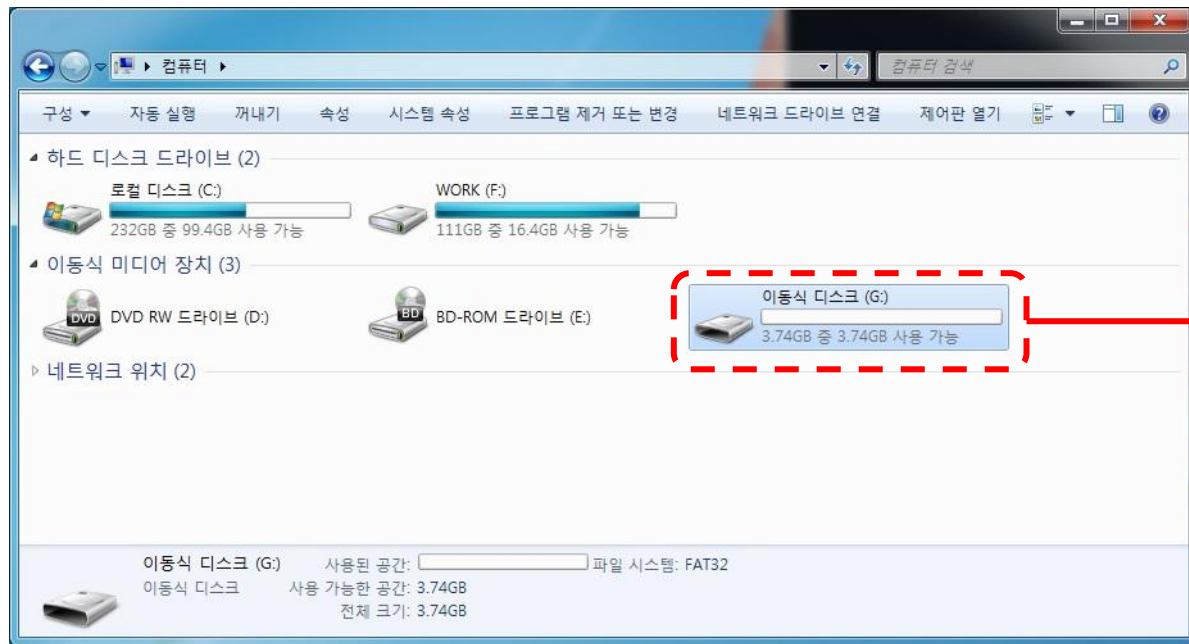 컴퓨터
컴퓨터 검색
구성 자동 실행 꺼내기 속성 시스템 속성 프로그램 제거 또는 변경 네트워크 드라이브 연결 제어판 열기
하드 디스크 드라이브 (2)
로컬 디스크 (C:)
232GB 중 99.4GB 사용 가능
WORK (F:)
111GB 중 16.4GB 사용 가능
이동식 미디어 장치 (3)
DVD
DVD RW 드라이브 (D:)
BD
BD-ROM 드라이브 (E:)
이동식 디스크 (G:)
3.74GB 중 3.74GB 사용 가능
네트워크 위치 (2)
이동식 디스크 (G:) 사용된 공간: 파일 시스템: FAT32
이동식 디스크 사용 가능한 공간: 3.74GB
전체 크기: 3.74GB